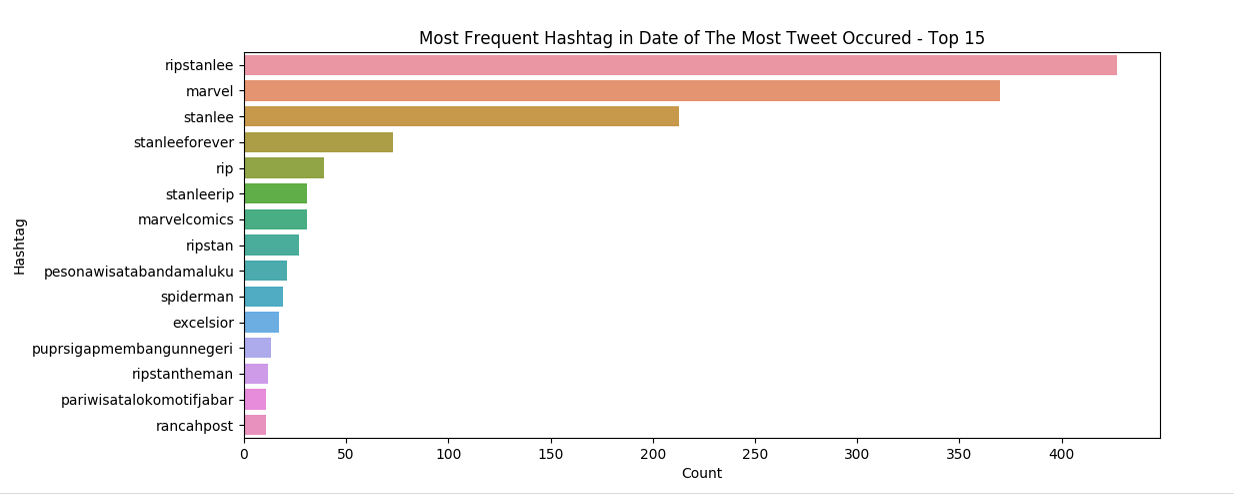 Most Frequent Hashtag in Date of The Most Tweet Occured - Top 15
Hashtag
ripstanlee
marvel
stanlee
stanleeforever
rip
stanleerip
marvelcomics
ripstan
pesonawisatabandamaluku
spiderman
excelsior
puprsigapmembangunnegeri
ripstantheman
pariwisatalokomotifjabar
rancahpost
0 50 100 150 200 250 300 350 400
Count